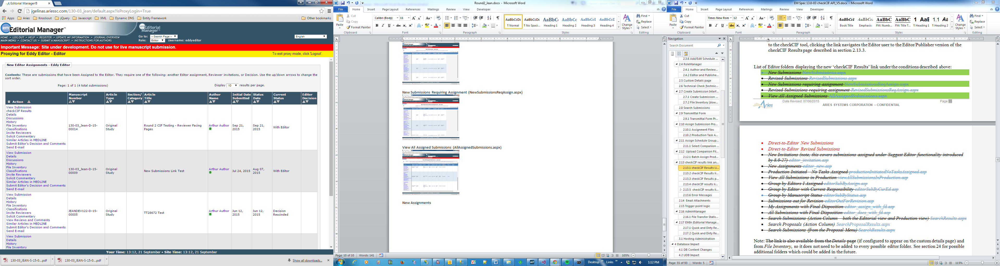 Editorial Manager®
jgelinas.ariessc.com/130-03_jean/default.aspx?isProxyLogin=True
Apps Aries Knockout jQuery Javascript XML Dynamic DNS Entity Framework Other bookmarks
em Editorial Manager™
Editorial Manager™
HOME • LOG OUT • HELP • REGISTER • UPDATE MY INFORMATION • JOURNAL OVERVIEW
MAIN MENU • CONTACT US • SUBMIT A MANUSCRIPT • INSTRUCTIONS FOR AUTHORS
Go to: -- Search Page --
Role: Editor Username: eddyeditor
English
Important Message: Site under development. Do not use for live manuscript submission.
Proxying for Eddy Editor - Editor
To exit proxy mode, click 'Logout'.
New Editor Assignments - Eddy Editor
Contents: These are submissions that have been Assigned to the Editor. They require one of the following: another Editor assignment, Reviewer invitations, or Decision. Use the up/down arrows to change the
sort order.
Page: 1 of 1 (4 total submissions)
Display 10 results per page.
Action
Manuscript Number
Article Type
Section/ Category
Article Title
Author Name
Initial Date Submitted
Status Date
Current Status
Editor Decision
View Submission
checkCIF Results
Details
Discussions
History
File Inventory
Classifications
Invite Reviewers
Solicit Commentary
Similar Articles in MEDLINE
Submit Editor's Decision and Comments
Send E-mail
130-03_Jean-D-15-
00014
Original
Study
Round 2 CIF Testing - Reviewer Facing
Pages
Arthur Author
D
Sep 21,
2015
Sep 21,
2015
With Editor
View Submission
Details
Discussions
History
File Inventory
Classifications
Invite Reviewers
Solicit Commentary
Similar Articles in MEDLINE
Submit Editor's Decision and Comments
Send E-mail
130-03_Jean-D-15-
00009
Original
Study
New Submissions Link Test
Arthur Author
D
Jul 24, 2015
Aug 07,
2015
With Editor
View Submission
Details
History
File Inventory
Classifications
Invite Reviewers
Solicit Commentary
View Reviews and Comments
Similar Articles in MEDLINE
Submit Editor's Decision and Comments
Send E-mail
JEANDEV122-D-15-
00005
Original
Study
TT28672 Test
Arthur Author
D
Jun 12,
2015
Jun 12,
2015
Decision
Rescinded
View Submission
Details
History
File Inventory
Your Time: 13:12, 21 September • Site Time: 13:12, 21 September
130-03_JEAN-S-15-0....pdf
130-03_JEAN-S-15-0....pdf
Show all downloads...
Round2_Jean.docx - Microsoft Word
File Home Insert Page Layout References Mailings Review View Developer
Paste
Cut
Copy
Format Painter
Calibri (Body) 11
AaBbCcDc AaBbCcDc AaBbC AaBbCc AaBbCcI AaBbCcI
¶ Normal ¶ No Spaci... Heading 1 Heading 2 Heading 3 Heading 4
Change Styles
Find
Replace
Select
Clipboard Font Paragraph Styles Editing
New Submissions Requiring Assignment (NewSubmissionsReqAssign.aspx)
View All Assigned Submissions (AllAssignedSubmissions.aspx)
New Assignments
Page: 10 of 10 Words: 141 105%
Desktop Links 1:12 PM
EM Spec 13.0-03 checkCIF API_V5.docx - Microsoft Word
File Home Insert Page Layout References Mailings Review View Developer
Paste
Cut
Copy
Format Painter
Times New Rom 12
Book Title Emphasis FM: Numb... FM: Title T... ¶ Heading 1 ¶ Heading 2
Change Styles
Find
Replace
Select
Clipboard Font Paragraph Styles Editing
Navigation
Search Document
2.3.6 Add/Edit Schedule ...
2.4 RoleManager
2.4.1 Author and Review...
2.4.2 Editor and Publishe...
2.5 Custom Details page
2.6 Technical Check [technic...
2.7 Create Submission Interf...
2.7.1 Create Submission ...
2.7.2 File Inventory [dow...
2.8 Search Submissions
2.9 Transmittal Form
2.9.1 Transmittal Form Pr...
2.10 Assign Submission Pro...
2.10.1 Assignment Files
2.10.2 Production Task A...
2.11 Assign Schedule Group...
2.11.1 Select Companion ...
2.12 Upload Companion Fil...
2.12.1 Batch Assign Prod...
2.13 checkCIF results link an...
2.13.1 checkCIF Results Li...
2.13.2 checkCIF results li...
2.13.3 checkCIF Results p...
2.13.4 checkCIF results li...
2.13.5 checkCIF results li...
2.13.6 Error Messages
2.14 Email Attachments
2.15 Trigger point logic
2.16 AdminManager
2.16.1 File Transfer Statis...
2.17 EMIA (Editorial Manage...
2.17.1 Quick and Dirty Re...
2.17.2 Quick and Dirty Re...
3.1 Hosting Administration
4 Database Impact
4.1 DB Content Changes
4.2 UDB Impact
to the checkCIF tool, clicking the link navigates the Editor user to the Editor/Publisher version of the
checkCIF Results page described in section 2.13.3.
List of Editor folders displaying the new ‘checkCIF Results’ link under the conditions described above:
• New Submissions NewSubmissions.aspx
• Revised Submissions RevisedSubmissions.aspx
• New Submissions requiring assignment NewSubmissionsReqAssign.aspx
• Revised Submissions requiring assignment RevisedSubmissionsReqAssign.aspx
• View All Assigned Submissions AllAssignedSubmissions.aspx
Aries
Date Revised: 07/06/2015
Page 55
ARIES SYSTEMS CORPORATION – CONFIDENTIAL
• Direct-to-Editor New Submissions
• Direct-to-Editor Revised Submissions
• New Invitations (note, this covers submissions assigned under Suggest Editor functionality introduced
by 8.0-27) editor_invitation.asp
• New Assignments editor_new.asp
• Production Initiated – No Tasks Assigned productionInitiatedNoTasksAssigned.asp
• View All Submissions in Production viewAllSubmissionsInProduction.asp
• Group by Editors I Assigned editorSubByAssign.asp
• Group by Editor with Current Responsibility editorSubByCurEd.asp
• Group by Manuscript Status editorSubByStatus.asp
• Submissions out for Revision editorOutForRevision.asp
• My Assignments with Final Disposition editor_assign_with_fd.asp
• All Submissions with Final Disposition editor_docs_with_fd.asp
• Search Submissions (Action Column – both the Editorial view and Production view) SearchResults.aspx
• Search Proposals (Action Column) SearchProposalResults.aspx
• Search Submissions (from the Proposal Menu) SearchResults.aspx
Note: The link is also available from the Details page (if configured to appear on the custom details page) and
from File Inventory, so it does not need to be added to every possible editor folder. See section 24 for possible
additional folders which could be added in the future.
Page: 55 of 93 Words: 5 115%